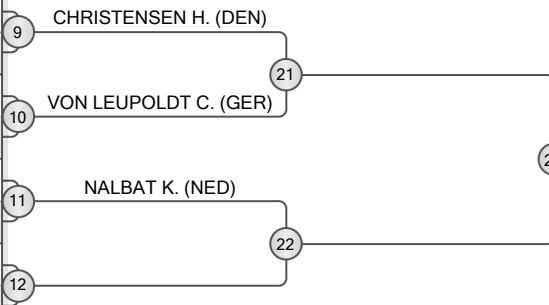 CHRISTENSEN H. (DEN)
9
21
VON LEUPOLDT C. (GER)
10
NALBAT K. (NED)
11
22
12